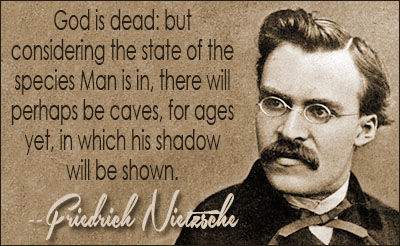 God is dead: but
considering the state of the
species Man is in, there will
perhaps be caves, for ages
yet, in which his shadow
will be shown.
--Friedrich Nietzsche